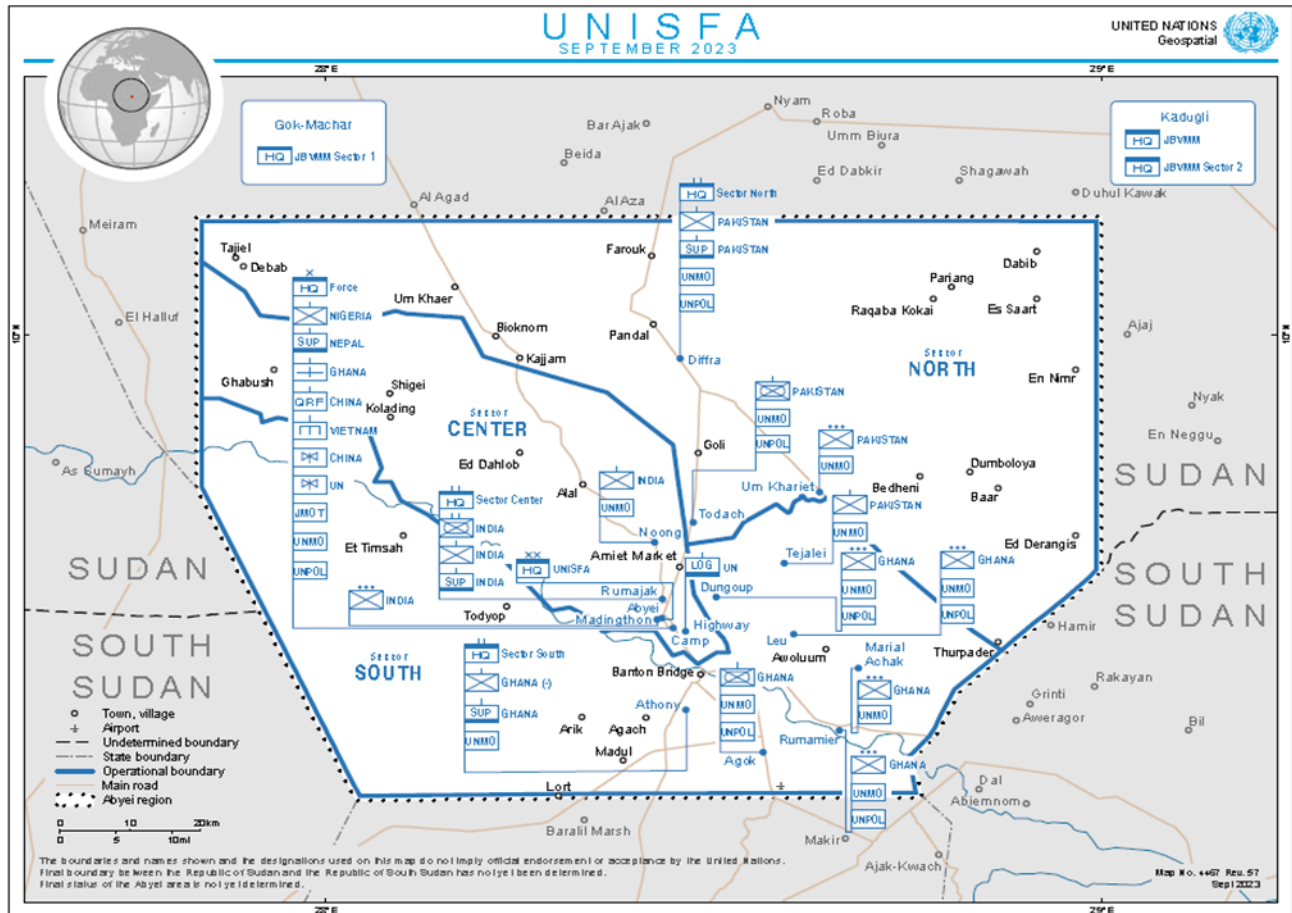 UNISFA
SEPTEMBER 2023
UNITED NATIONS
Geospatial
28°E
29°E
Gok-Machar
HQ JBVMM Sector 1
Kadugli
HQ JBVMM
HQ JBVMM Sector 2
Nyam
Roba
Bar Ajak
Umm Biura
Beida
Ed Dabkir
Shagawah
Duhul Kawak
Al Agad
Al Aza
Meiram
HQ Sector North
PAKISTAN
SUP PAKISTAN
UNMO
UNPOL
Tajiel
Debab
Farouk
Dabib
Pariang
Um Khaer
Raqaba Kokai
Es Saart
HQ Force
NIGERIA
SUP NEPAL
GHANA
QRF CHINA
VIETNAM
CHINA
UN
JMOT
UNMO
UNPOL
El Halluf
10°N
10°N
Bioknom
Pandal
Ajaj
Kajjam
Diffra
Sector
NORTH
Ghabush
En Nimr
Shigei
Kolading
PAKISTAN
UNMO
UNPOL
Nyak
Sector
CENTER
PAKISTAN
UNMO
En Neggu
Goli
As Sumayh
Ed Dahlob
Alal
INDIA
UNMO
Um Khariet
Bedheni
Dumboloya
Baar
SUDAN
HQ Sector Center
INDIA
INDIA
SUP INDIA
PAKISTAN
UNMO
Todach
Noong
Et Timsah
Amiet Market
Ed Derangis
Tejalei
GHANA
UNMO
UNPOL
GHANA
UNMO
UNPOL
HQ UNISFA
LOG UN
SUDAN
SOUTH
SUDAN
INDIA
Rumajak
Dungoup
Abyei
Todyop
Madingthon
Highway
Camp
Leu
Hamir
SOUTH
SUDAN
Sector
SOUTH
HQ Sector South
GHANA (-)
SUP GHANA
UNMO
Awoluum
Marial
Achak
Thurpader
Banton Bridge
GHANA
UNMO
UNPOL
GHANA
UNMO
Rakayan
Grinti
Aweragor
Bil
Athony
Arik
Agach
Rumamier
Madul
Agok
GHANA
UNMO
UNPOL
Dal
Abiemnom
Lort
Baralil Marsh
Makir
Ajak-Kwach
Town, village
Airport
Undetermined boundary
State boundary
Operational boundary
Main road
Abyei region
0 10 20km
0 5 10mi
The boundaries and names shown and the designations used on this map do not imply official endorsement or acceptance by the United Nations.
Final boundary between the Republic of Sudan and the Republic of South Sudan has not yet been determined.
Final status of the Abyei area is not yet determined.
Map No. 4467 Rev. 57
Sept 2023
28°E
29°E